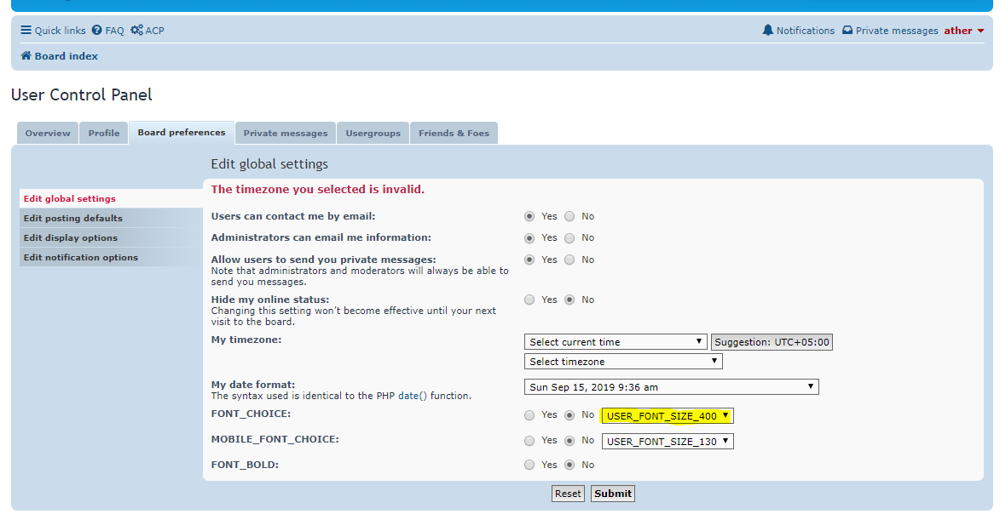 Quick links FAQ ACP Notifications Private messages ather
Board index
User Control Panel
Overview Profile Board preferences Private messages Usergroups Friends & Foes
Edit global settings
Edit posting defaults
Edit display options
Edit notification options
Edit global settings
The timezone you selected is invalid.
Users can contact me by email: Yes No
Administrators can email me information: Yes No
Allow users to send you private messages: Yes No
Note that administrators and moderators will always be able to
send you messages.
Hide my online status: Yes No
Changing this setting won’t become effective until your next
visit to the board.
My timezone: Select current time Suggestion: UTC+05:00
Select timezone
My date format: Sun Sep 15, 2019 9:36 am
The syntax used is identical to the PHP date() function.
FONT_CHOICE: Yes No USER_FONT_SIZE_400
MOBILE_FONT_CHOICE: Yes No USER_FONT_SIZE_130
FONT_BOLD: Yes No
Reset Submit